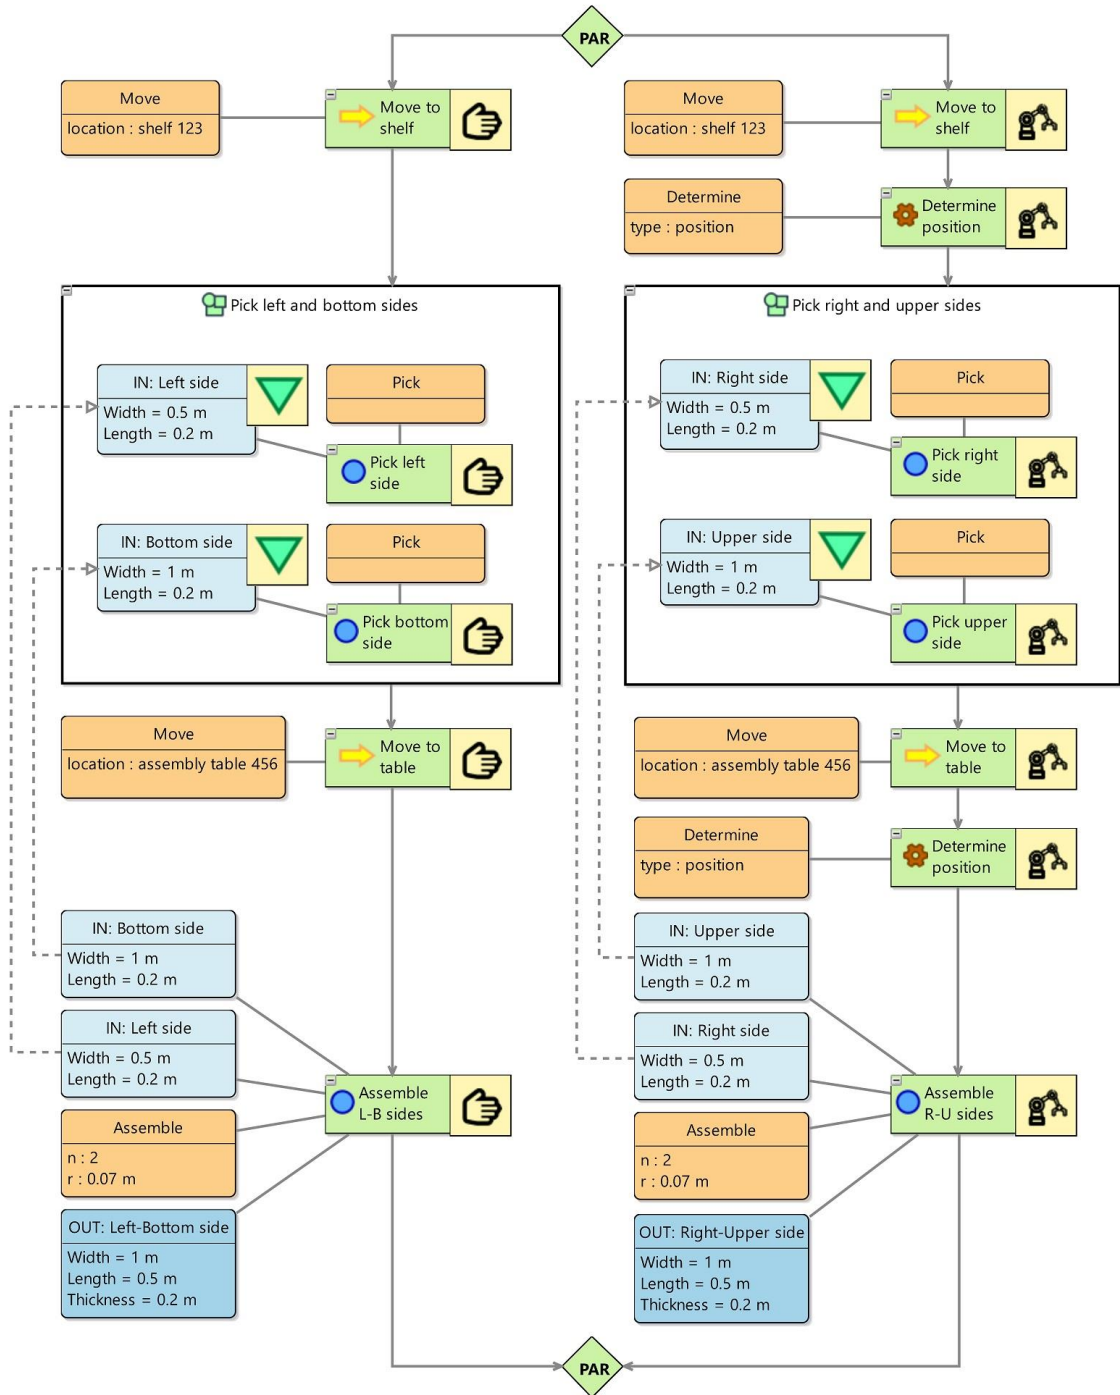 PAR
Move
location : shelf 123
Move to
shelf
Move
location : shelf 123
Move to
shelf
Determine
type : position
Determine
position
Pick left and bottom sides
IN: Left side
Width = 0.5 m
Length = 0.2 m
Pick
Pick left
side
IN: Bottom side
Width = 1 m
Length = 0.2 m
Pick
Pick bottom
side
Pick right and upper sides
IN: Right side
Width = 0.5 m
Length = 0.2 m
Pick
Pick right
side
IN: Upper side
Width = 1 m
Length = 0.2 m
Pick
Pick upper
side
Move
location : assembly table 456
Move to
table
Move
location : assembly table 456
Move to
table
Determine
type : position
Determine
position
IN: Bottom side
Width = 1 m
Length = 0.2 m
IN: Left side
Width = 0.5 m
Length = 0.2 m
Assemble
L-B sides
Assemble
n : 2
r : 0.07 m
OUT: Left-Bottom side
Width = 1 m
Length = 0.5 m
Thickness = 0.2 m
IN: Upper side
Width = 1 m
Length = 0.2 m
IN: Right side
Width = 0.5 m
Length = 0.2 m
Assemble
R-U sides
Assemble
n : 2
r : 0.07 m
OUT: Right-Upper side
Width = 1 m
Length = 0.5 m
Thickness = 0.2 m
PAR